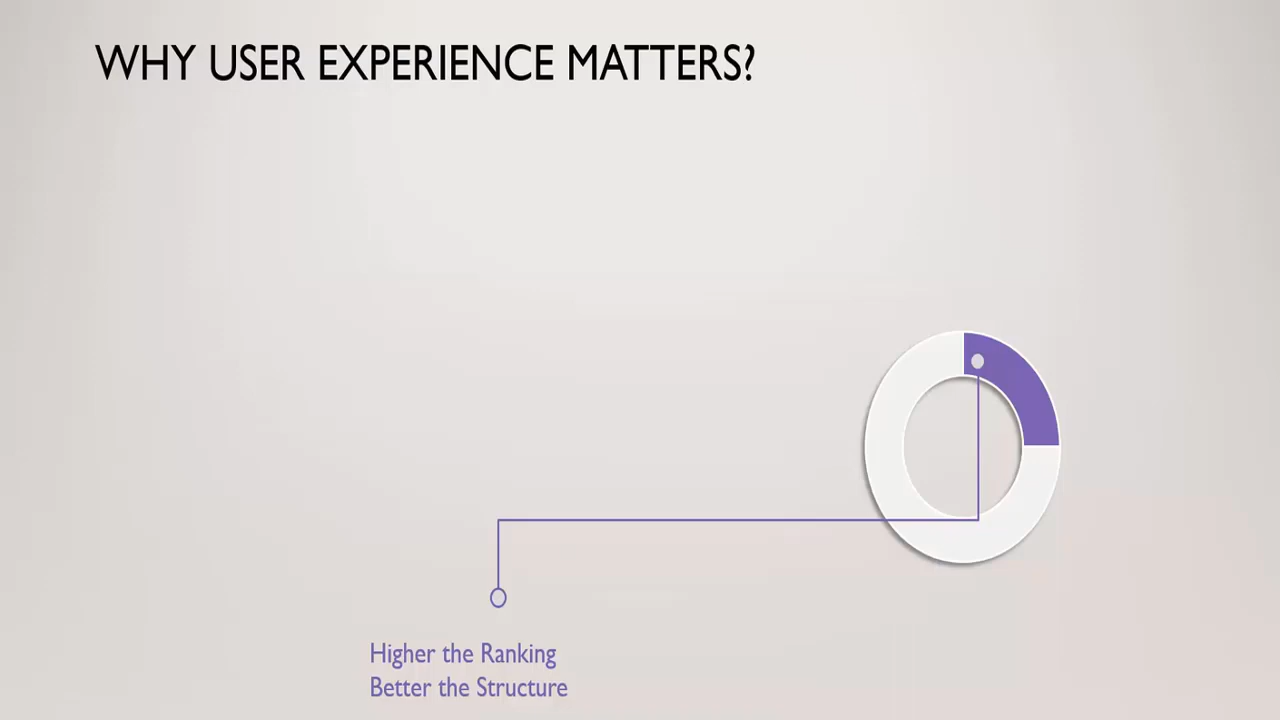 WHY USER EXPERIENCE MATTERS?
Higher the Ranking
Better the Structure